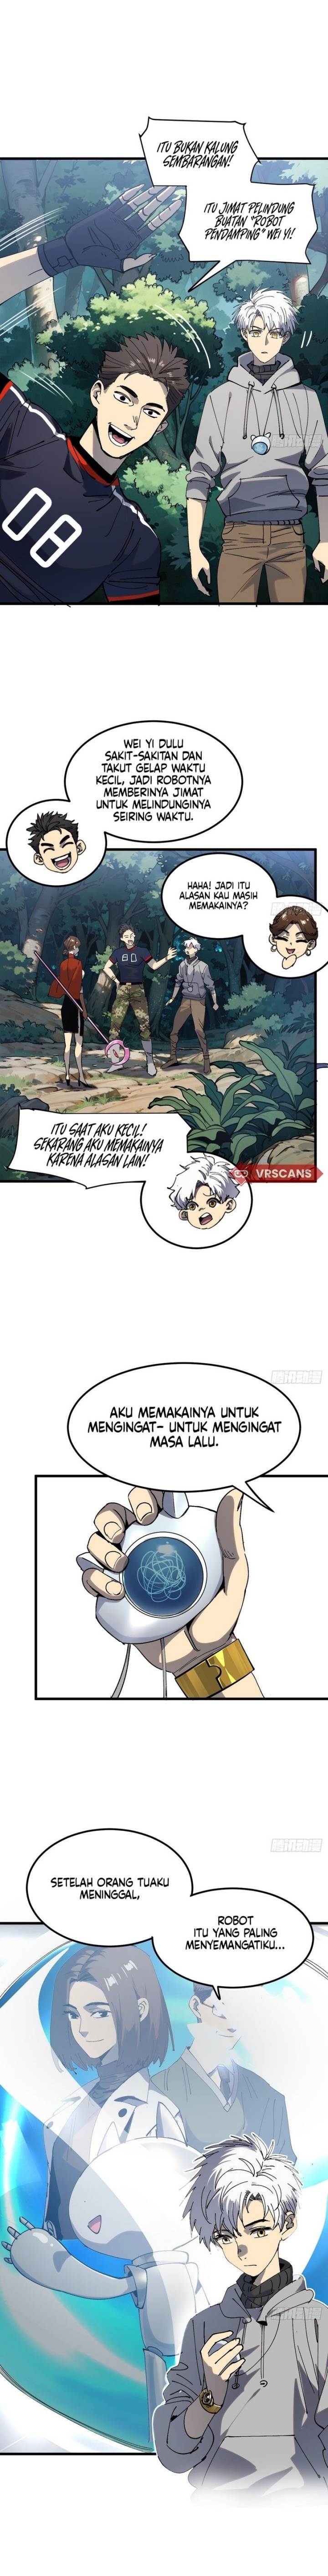 ITU BUKAN KALUNG
SEMBARANGAN!
ITU JIMAT PELINDUNG
BUATAN "ROBOT
PENDAMPING" WEI YI!
08
WEI YI DULU
SAKIT-SAKITAN DAN
TAKUT GELAP WAKTU
KECIL, JADI ROBOTNYA
MEMBERINYA JIMAT
UNTUK MELINDUNGINYA
SEIRING WAKTU.
HAHA! JADI ITU
ALASAN KAU MASIH
MEMAKAINYA?
ITU SAAT AKU KECIL!
SEKARANG AKU MEMAKAINYA
KARENA ALASAN LAIN!
VRSCANS
AKU MEMAKAINYA UNTUK
MENGINGAT- UNTUK MENGINGAT
MASA LALU.
SETELAH ORANG TUAKU
MENINGGAL,
ROBOT
ITU YANG PALING
MENYEMANGATIKU...